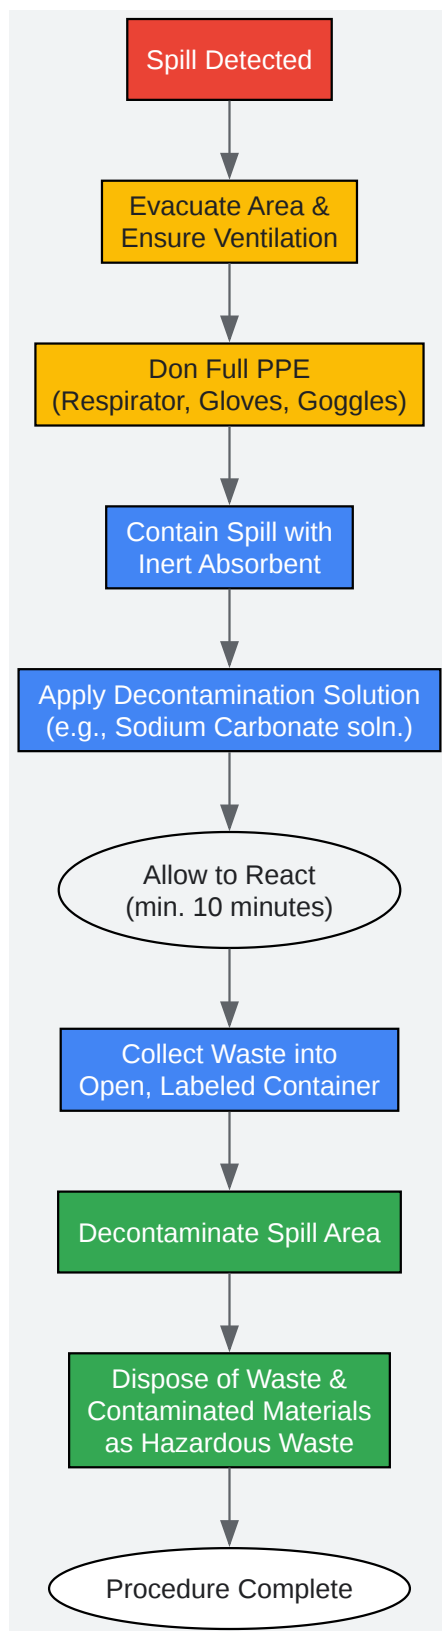 Spill Detected
Evacuate Area &
Ensure Ventilation
Don Full PPE
(Respirator, Gloves, Goggles)
Contain Spill with
Inert Absorbent
Apply Decontamination Solution
(e.g., Sodium Carbonate soln.)
Allow to React
(min. 10 minutes)
Collect Waste into
Open, Labeled Container
Decontaminate Spill Area
Dispose of Waste &
Contaminated Materials
as Hazardous Waste
Procedure Complete